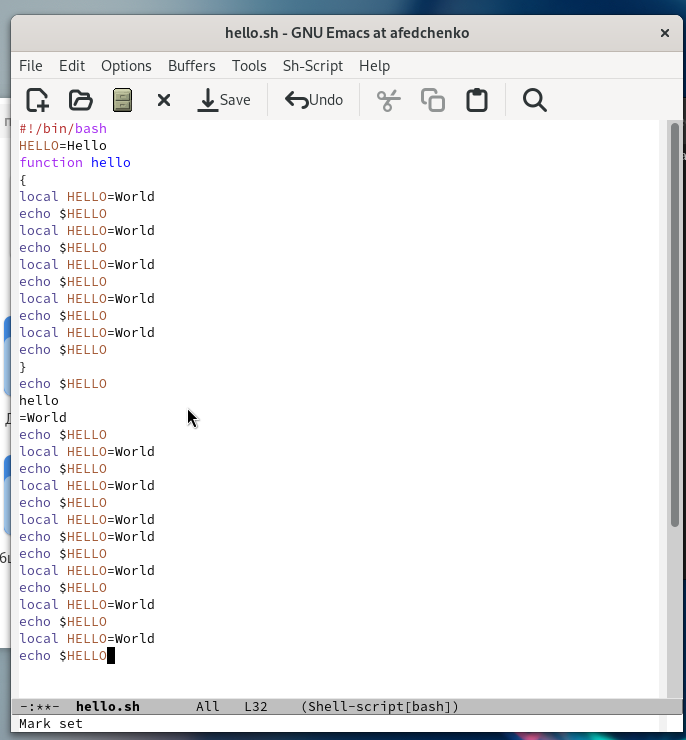 hello.sh - GNU Emacs at afedchenko
×
File Edit Options Buffers Tools Sh-Script Help
Save Undo
#!/bin/bash
HELLO=Hello
function hello
{
local HELLO=World
echo $HELLO
local HELLO=World
echo $HELLO
local HELLO=World
echo $HELLO
local HELLO=World
echo $HELLO
local HELLO=World
echo $HELLO
}
echo $HELLO
hello
=World
echo $HELLO
local HELLO=World
echo $HELLO
local HELLO=World
echo $HELLO
local HELLO=World
echo $HELLO=World
echo $HELLO
local HELLO=World
echo $HELLO
local HELLO=World
echo $HELLO
local HELLO=World
echo $HELLO
-:**- hello.sh All L32 (Shell-script[bash])
Mark set